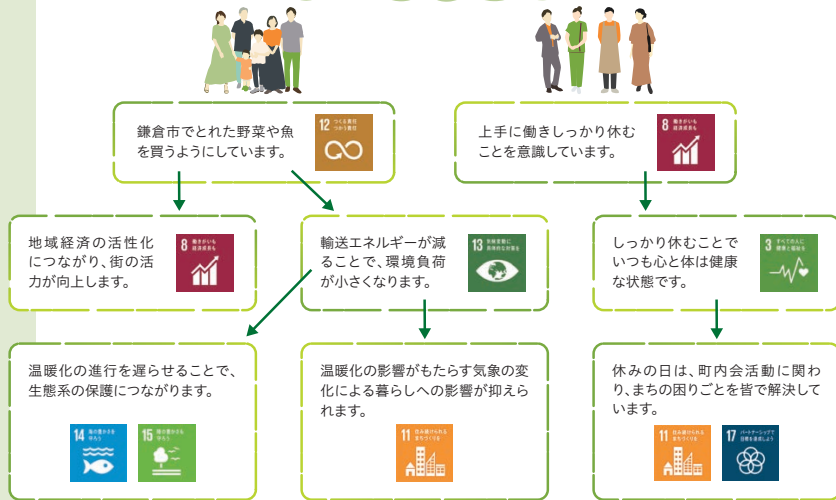 鎌倉市でとれた野菜や魚
を買うようにしています。
12 つくる責任
つかう責任
上手に働きしっかり休む
ことを意識しています。
8 働きがいも
経済成長も
地域経済の活性化
につながり、街の活
力が向上します。
8 働きがいも
経済成長も
輸送エネルギーが減
ることで、環境負荷
が小さくなります。
13 気候変動に
具体的な対策を
しっかり休むことで
いつも心と体は健康
な状態です。
3 すべての人に
健康と福祉を
温暖化の進行を遅らせることで、
生態系の保護につながります。
14 海の豊かさを
守ろう
15 陸の豊かさも
守ろう
温暖化の影響がもたらす気象の変
化による暮らしへの影響が抑えら
れます。
11 住み続けられる
まちづくりを
休みの日は、町内会活動に関わ
り、まちの困りごとを皆で解決して
います。
11 住み続けられる
まちづくりを
17 パートナーシップで
目標を達成しよう